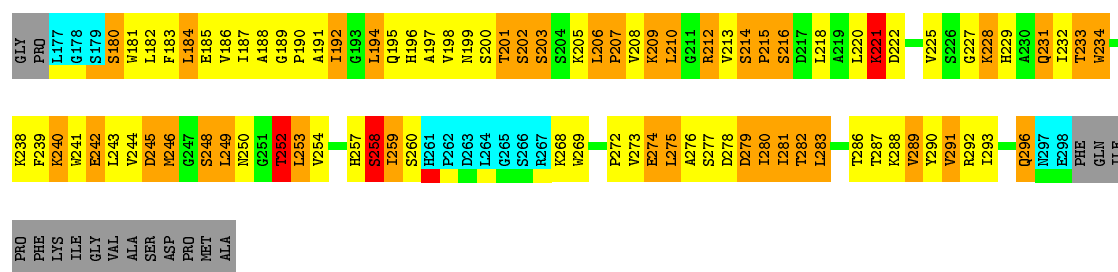 GLY PRO L177 G178 S179 S180 W181 L182 F183 L184 E185 V186 I187 A188 G189 P190 A191 I192 G193 L194 Q195 H196 A197 V198 N199 S200 T201 S202 S203 S204 K205 L206 P207 V208 K209 L210 G211 R212 V213 S214 P215 S216 D217 L218 A219 L220 K221 D222 V225 S226 G227 K228 H229 A230 Q231 I232 T233 W234
K238 F239 K240 W241 E242 L243 V244 D245 M246 G247 S248 L249 N250 G251 T252 L253 V254 H257 S258 I259 S260 H261 P262 D263 L264 G265 S266 R267 K268 W269 P272 V273 E274 L275 A276 S277 D278 D279 I280 I281 T282 L283 T286 T287 K288 V289 Y290 V291 R292 I293 Q296 N297 E298 PHE GLN ILE
PRO PHE LYS ILE GLY VAL ALA SER ASP PRO MET ALA